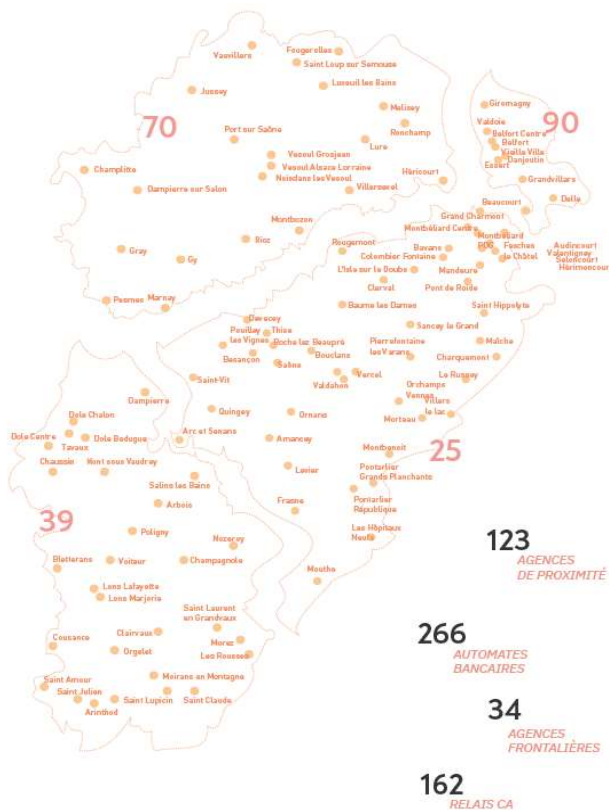 Fougerolles
Vauvillers
Saint Loup sur Semouse
Luxeuil les Bains
Jussey
Melisey
Giromagny
70
90
Ronchamp
Valdoie
Port sur Saône
Belfort Centre
Lure
Belfort
Vesoul Grosjean
Vieille Ville
Danjoutin
Champlitte
Vesoul Alsace Lorraine
Essert
Noidans les Vesoul
Héricourt
Dampierre sur Salon
Villersexel
Grandvillars
Delle
Beaucourt
Grand Charmont
Montbozon
Montbéliard Centre
Rioz
Rougemont
Montbéliard
Audincourt
Gray
Bavans
PDG
Fesches
Valentigney
Gy
Colombier Fontaine
le Châtel
Seloncourt
L'Isle sur le Doubs
Mandeure
Hérimencour
Clerval
Pont de Roide
Pesmes
Marnay
Baume les Dames
Saint Hippolyte
Devecey
Sancey le Grand
Pouilley
les Vignes
Thise
Roche lez Beaupré
Pierrefontaine
les Varans
Maîche
Besançon
Bouclans
Charquemont
Saône
Saint-Vit
Valdahon
Vercel
Le Russey
Dampierre
Orchamps
Vennes
Quingey
Ornans
Villers
le lac
Dole Chalon
Morteau
Dole Centre
Dole Bedugue
Arc et Senans
Amancey
Tavaux
Montbenoit
25
Chaussin
Mont sous Vaudrey
Levier
Pontarlier
Grands Planchants
Salins les Bains
Arbois
Frasne
Pontarlier
République
39
Poligny
Les Hôpitaux
Neufs
Nozeroy
123
Bletterans
Voiteur
Champagnole
AGENCES
DE PROXIMITÉ
Mouthe
Lons Lafayette
Lons Marjorie
Saint Laurent
en Grandvaux
266
Clairvaux
Cousance
Morez
AUTOMATES
BANCAIRES
Orgelet
Les Rousses
Moirans en Montagne
Saint Amour
Saint Julien
Saint Lupicin
Saint Claude
34
Arinthod
AGENCES
FRONTALIÈRES
162
RELAIS CA